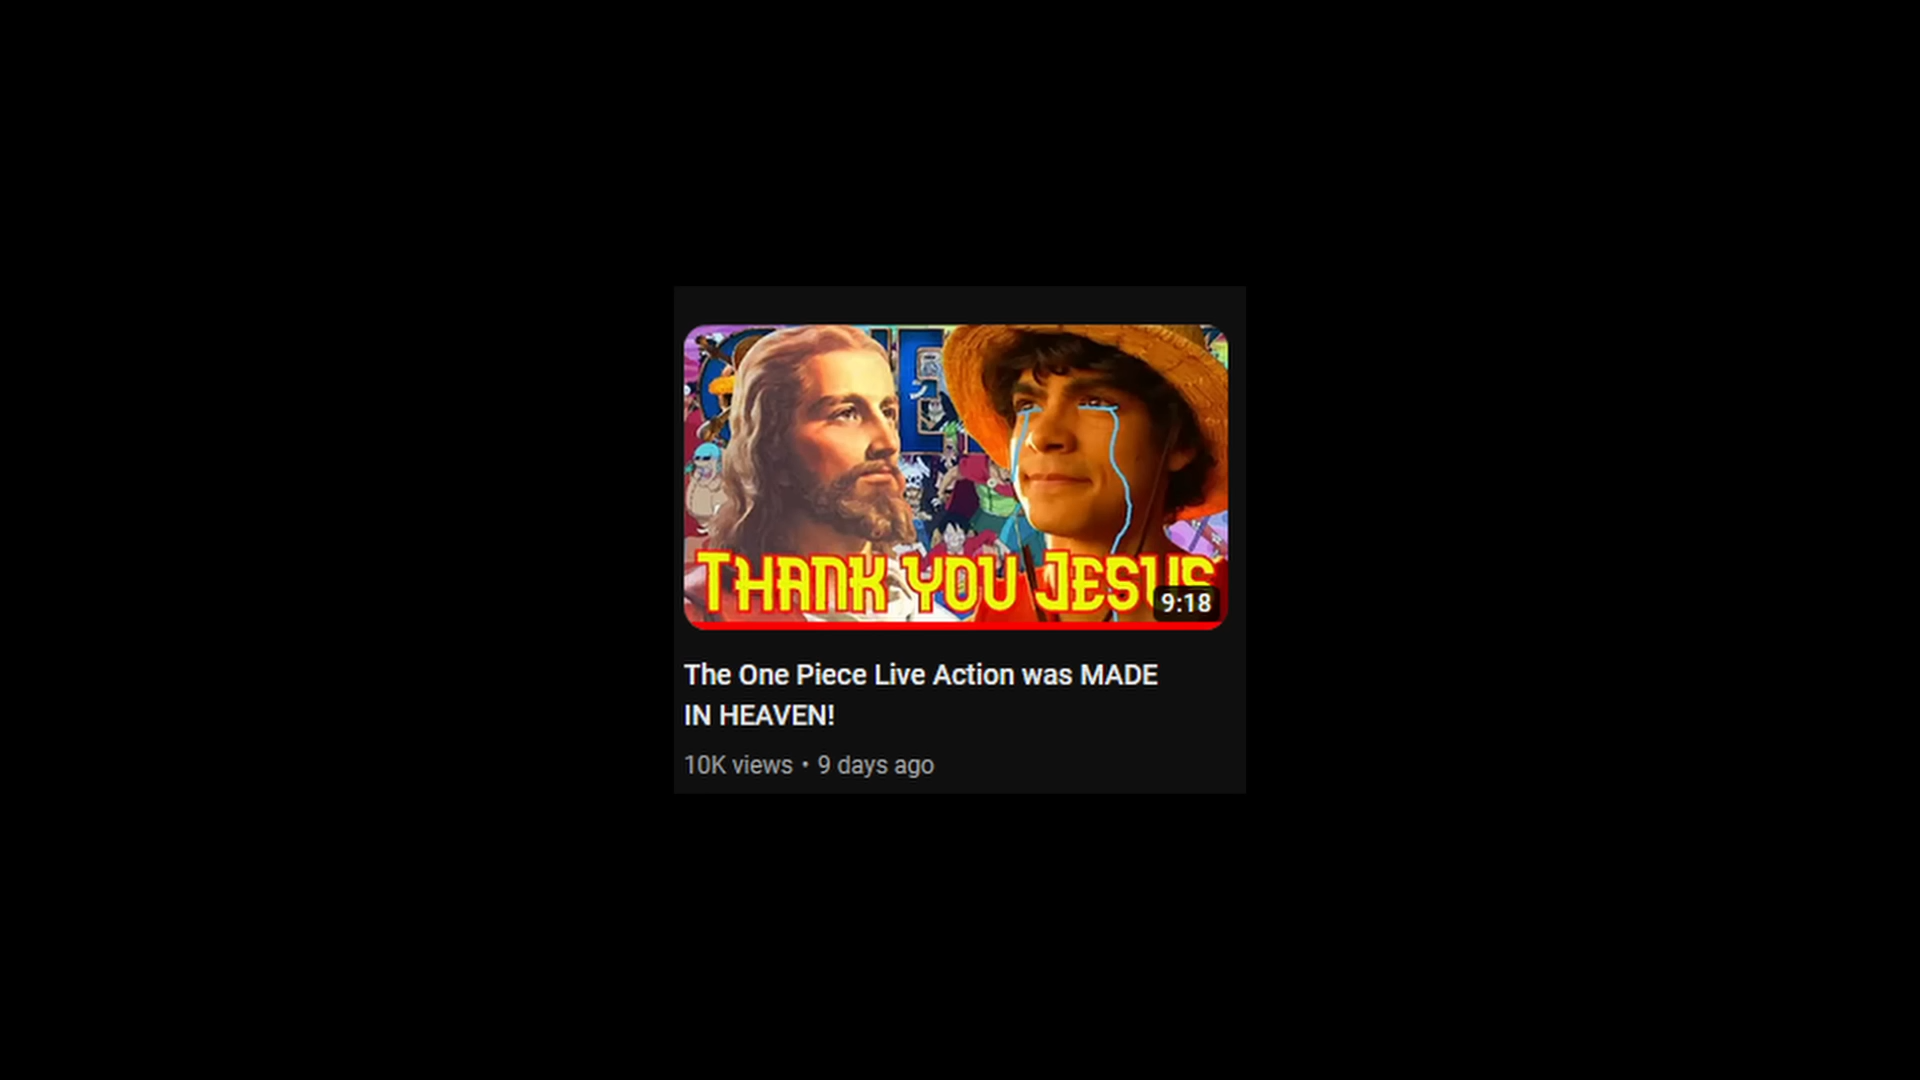 THANK YOU JESUS
9:18
The One Piece Live Action was MADE
IN HEAVEN!
10K views • 9 days ago